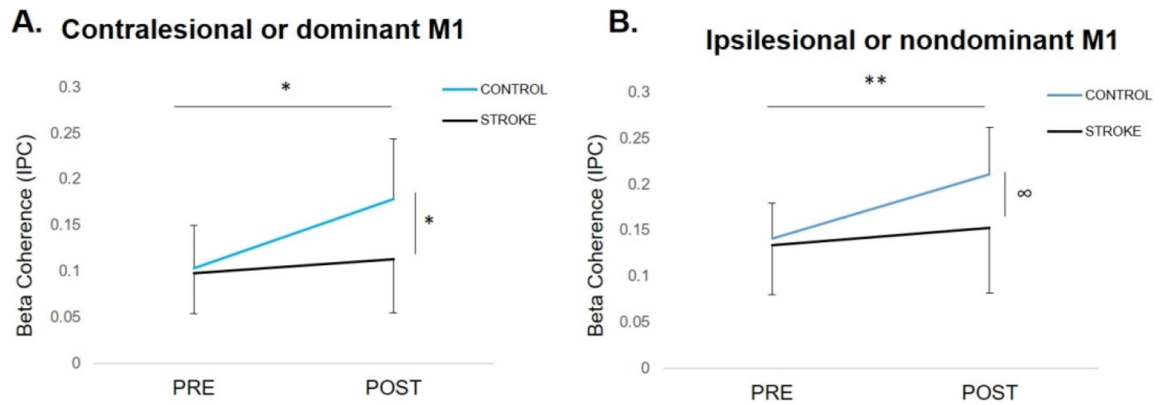 A. Contralesional or dominant M1
0.3
0.25
0.2
0.15
0.1
0.05
0
Beta Coherence (IPC)
*
CONTROL
STROKE
*
PRE POST
B. Ipsilesional or nondominant M1
0.3
0.25
0.2
0.15
0.1
0.05
0
Beta Coherence (IPC)
**
CONTROL
STROKE
∞
PRE POST